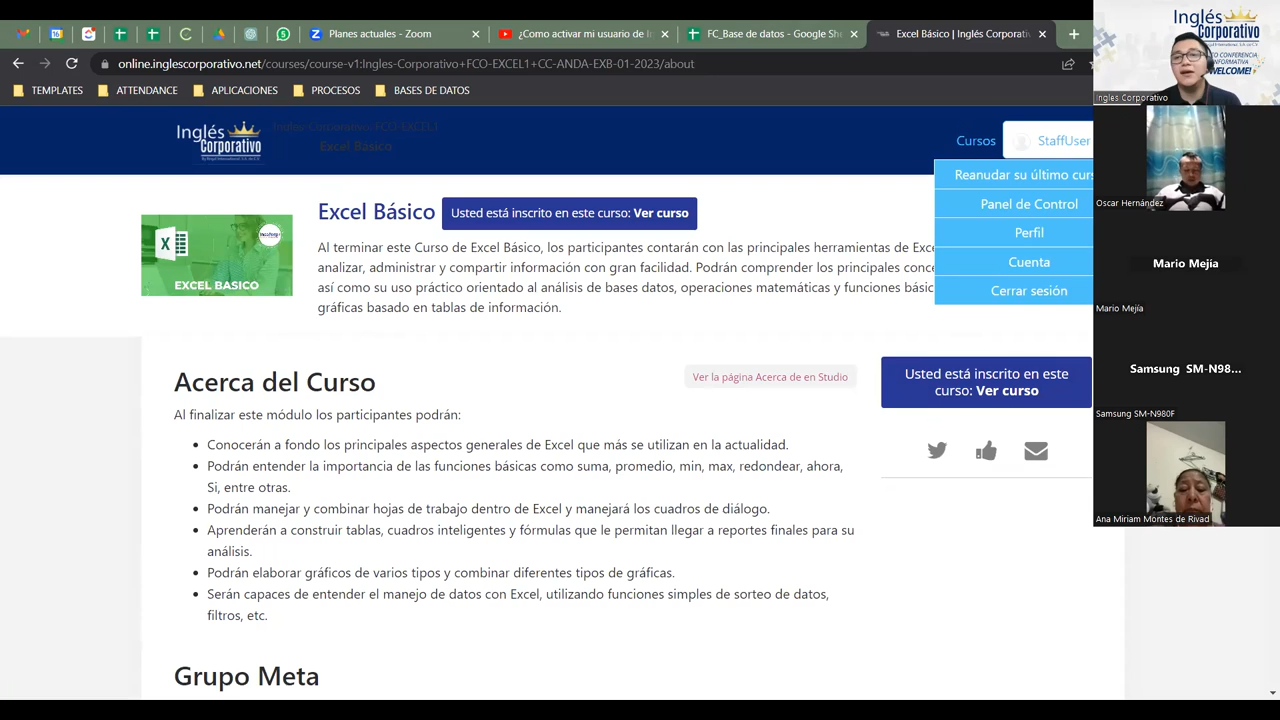 Planes actuales - Zoom
¿Como activar mi usuario de I
FC_Base de datos - Google She
Excel Básico | Inglés Corporativ
online.inglescorporativo.net/courses/course-v1:Ingles-Corporativo+FCO-EXCEL1+CC-ANDA-EXB-01-2023/about
TEMPLATES
ATTENDANCE
APLICACIONES
PROCESOS
BASES DE DATOS
Inglés
Corporativo
Excel Básico
Cursos
StaffUser
Reanudar su último curs
Panel de Control
Perfil
Cuenta
Cerrar sesión
EXCEL BASICO
Excel Básico
Usted está inscrito en este curso: Ver curso
Al terminar este Curso de Excel Básico, los participantes contarán con las principales herramientas de Exce
analizar, administrar y compartir información con gran facilidad. Podrán comprender los principales conce
así como su uso práctico orientado al análisis de bases datos, operaciones matemáticas y funciones básic
gráficas basado en tablas de información.
Acerca del Curso
Ver la página Acerca de en Studio
Usted está inscrito en este
curso: Ver curso
Al finalizar este módulo los participantes podrán:
Conocerán a fondo los principales aspectos generales de Excel que más se utilizan en la actualidad.
Podrán entender la importancia de las funciones básicas como suma, promedio, min, max, redondear, ahora,
Si, entre otras.
Podrán manejar y combinar hojas de trabajo dentro de Excel y manejará los cuadros de diálogo.
Aprenderán a construir tablas, cuadros inteligentes y fórmulas que le permitan llegar a reportes finales para su
análisis.
Podrán elaborar gráficos de varios tipos y combinar diferentes tipos de gráficas.
Serán capaces de entender el manejo de datos con Excel, utilizando funciones simples de sorteo de datos,
filtros, etc.
Grupo Meta
Inglés
Corporativo
WELCOME!
Ingles Corporativo
Oscar Hernández
Mario Mejía
Mario Mejía
Samsung SM-N98...
Samsung SM-N980F
Ana Miriam Montes de Rivad